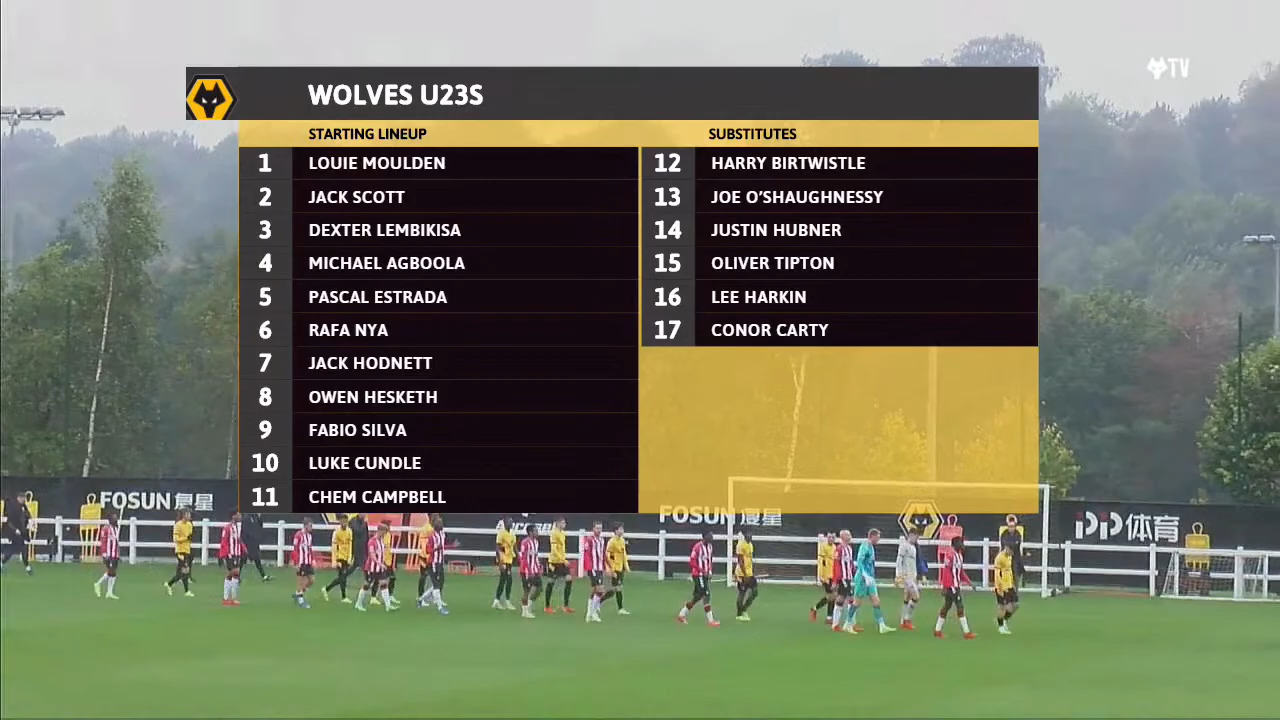 TV
WOLVES U23S
STARTING LINEUP
1 LOUIE MOULDEN
2 JACK SCOTT
3 DEXTER LEMBIKISA
4 MICHAEL AGBOOLA
5 PASCAL ESTRADA
6 RAFA NYA
7 JACK HODNETT
8 OWEN HESKETH
9 FABIO SILVA
10 LUKE CUNDLE
11 CHEM CAMPBELL
SUBSTITUTES
12 HARRY BIRTWISTLE
13 JOE O'SHAUGHNESSY
14 JUSTIN HUBNER
15 OLIVER TIPTON
16 LEE HARKIN
17 CONOR CARTY
FOSUN 复星
FOSUN 复星
体育